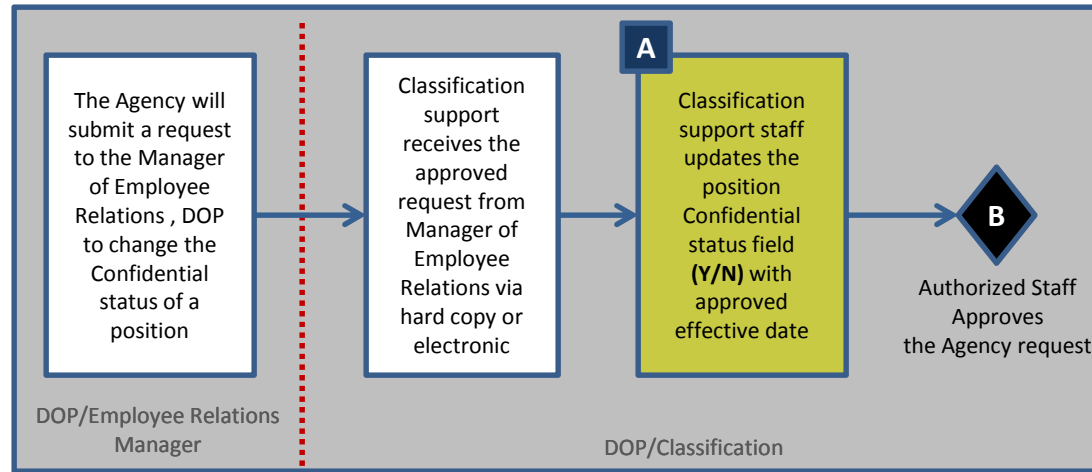 The Agency will
submit a request
to the Manager
of Employee
Relations , DOP
to change the
Confidential
status of a
position
Classification
support
receives the
approved
request from
Manager of
Employee
Relations via
hard copy or
electronic
A
Classification
support staff
updates the
position
Confidential
status field
(Y/N) with
approved
effective date
B
Authorized Staff
Approves
the Agency request
DOP/Employee Relations
Manager
DOP/Classification